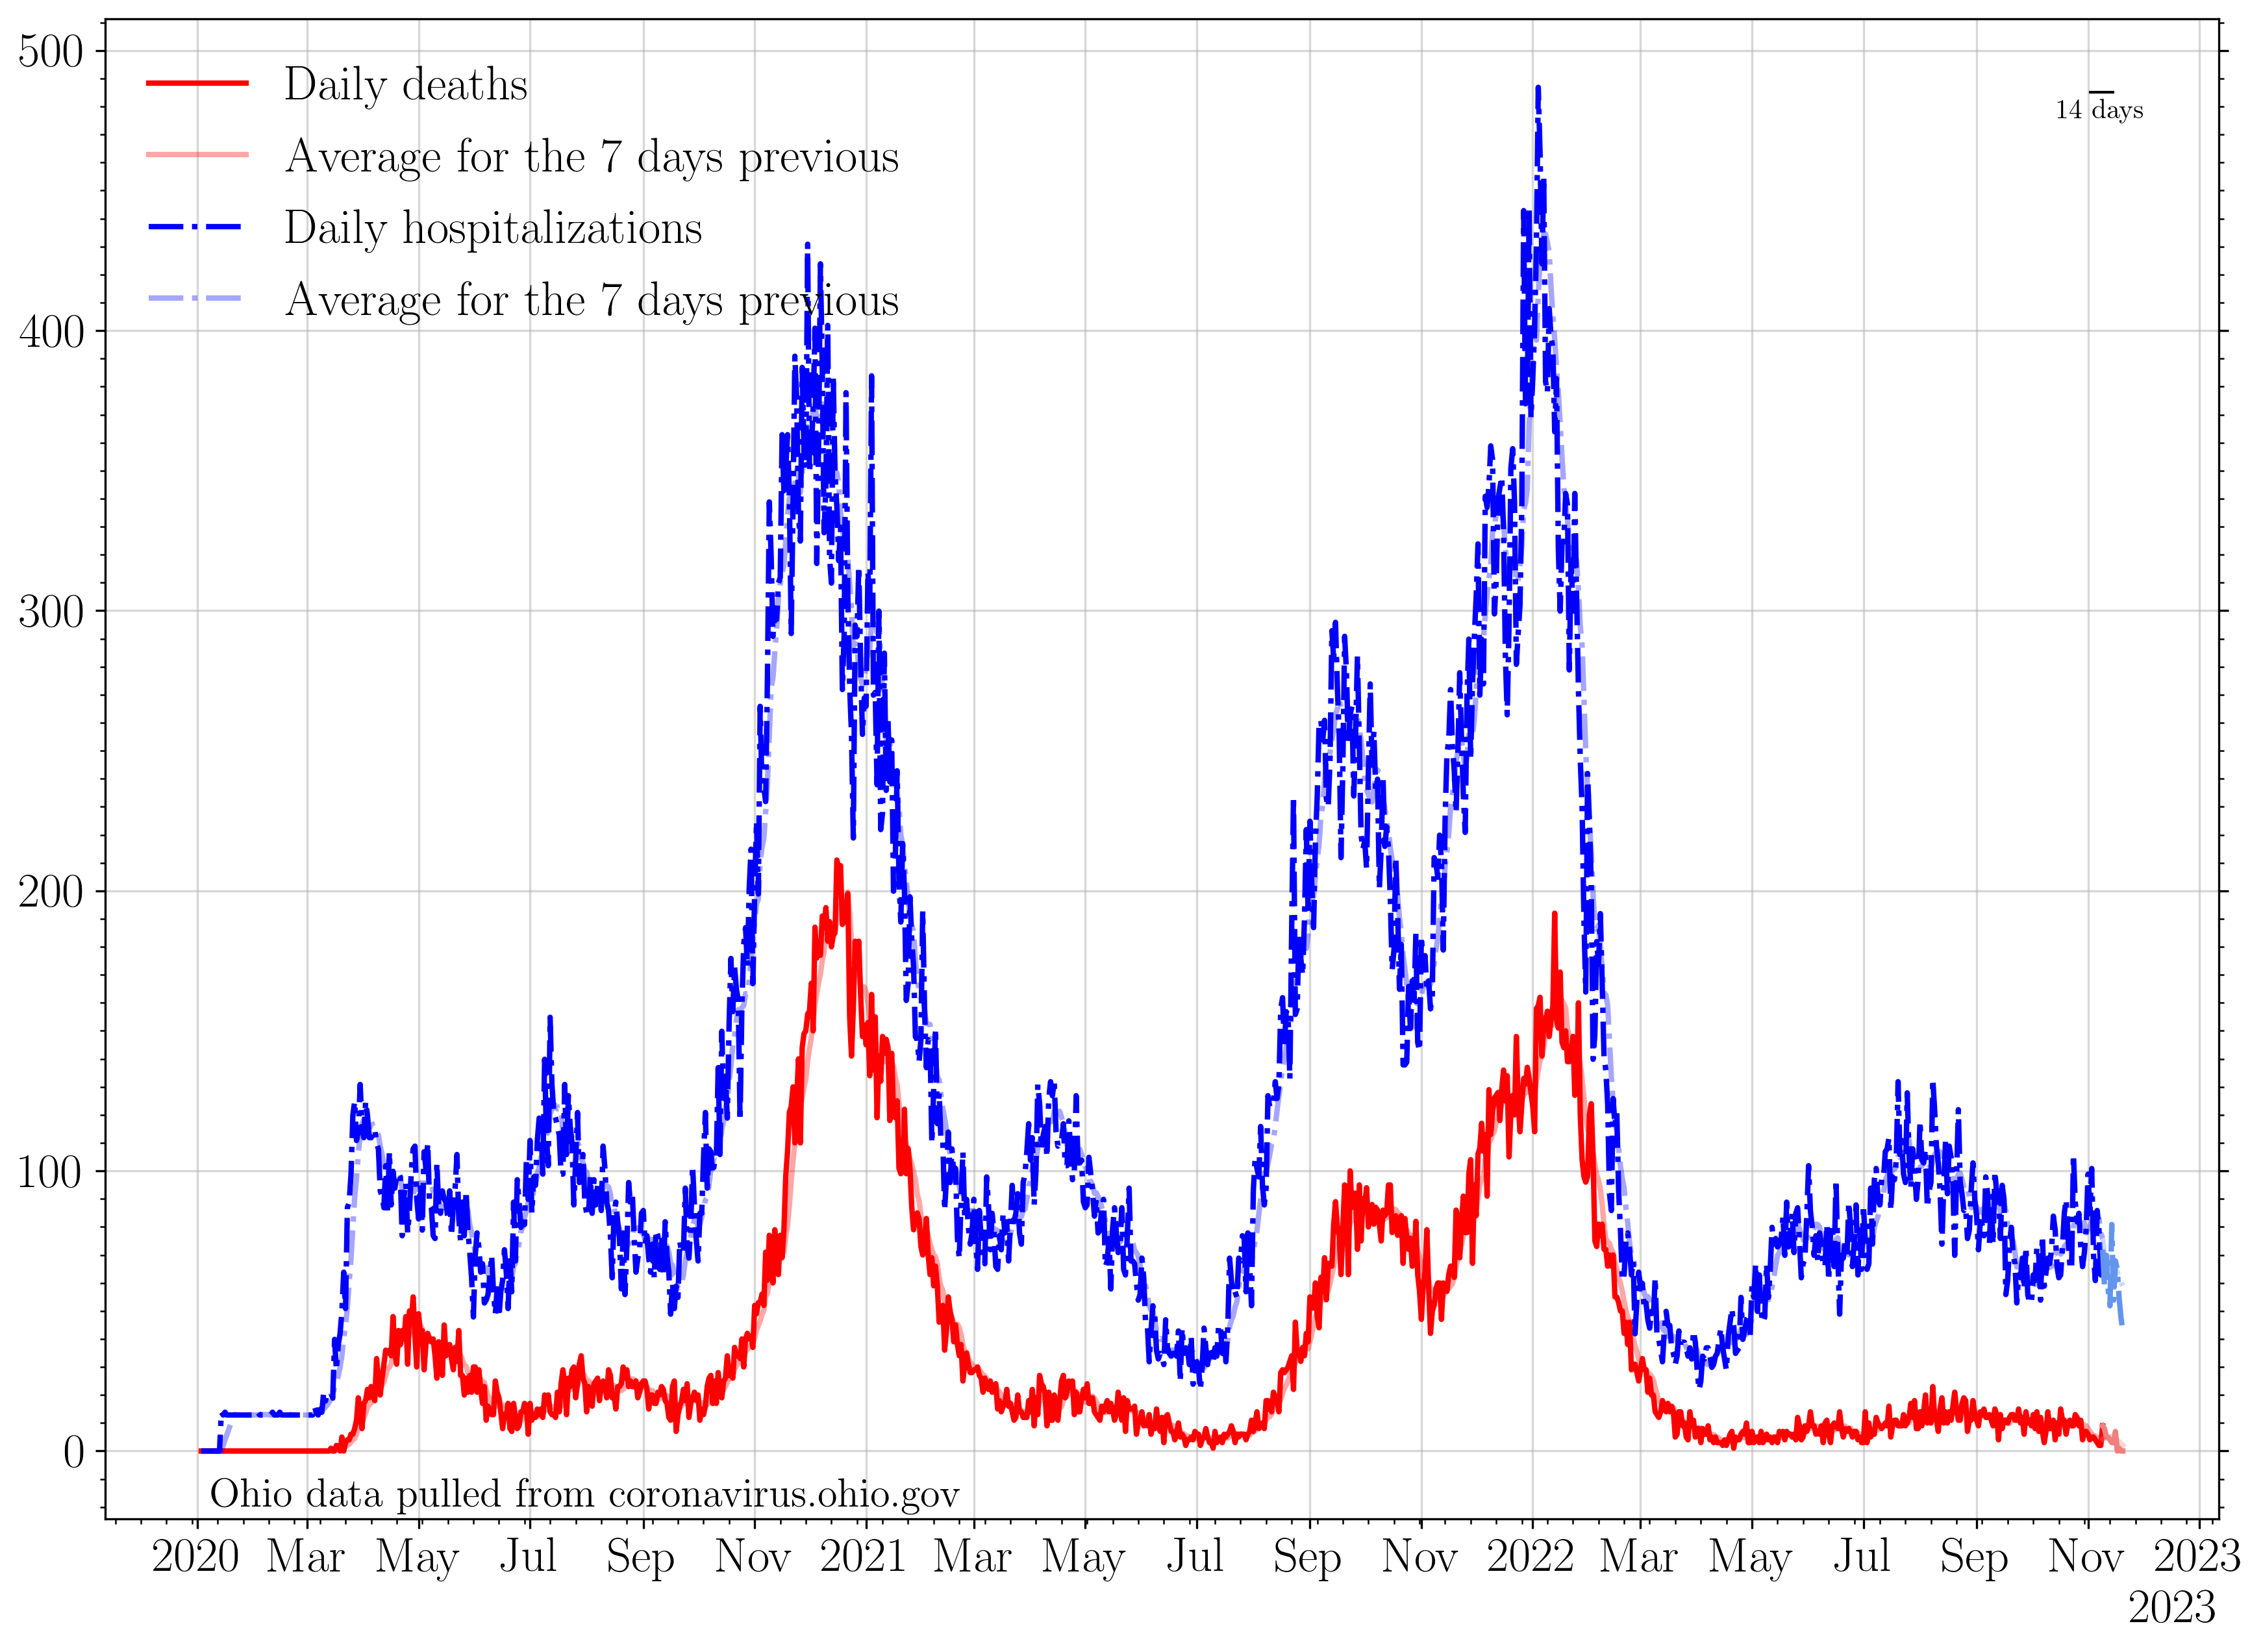 500
400
300
200
100
0
Daily deaths
Average for the 7 days previous
Daily hospitalizations
Average for the 7 days previous
14 days
Ohio data pulled from coronavirus.ohio.gov
2020 Mar May Jul Sep Nov 2021 Mar May Jul Sep Nov 2022 Mar May Jul Sep Nov 2023
2023